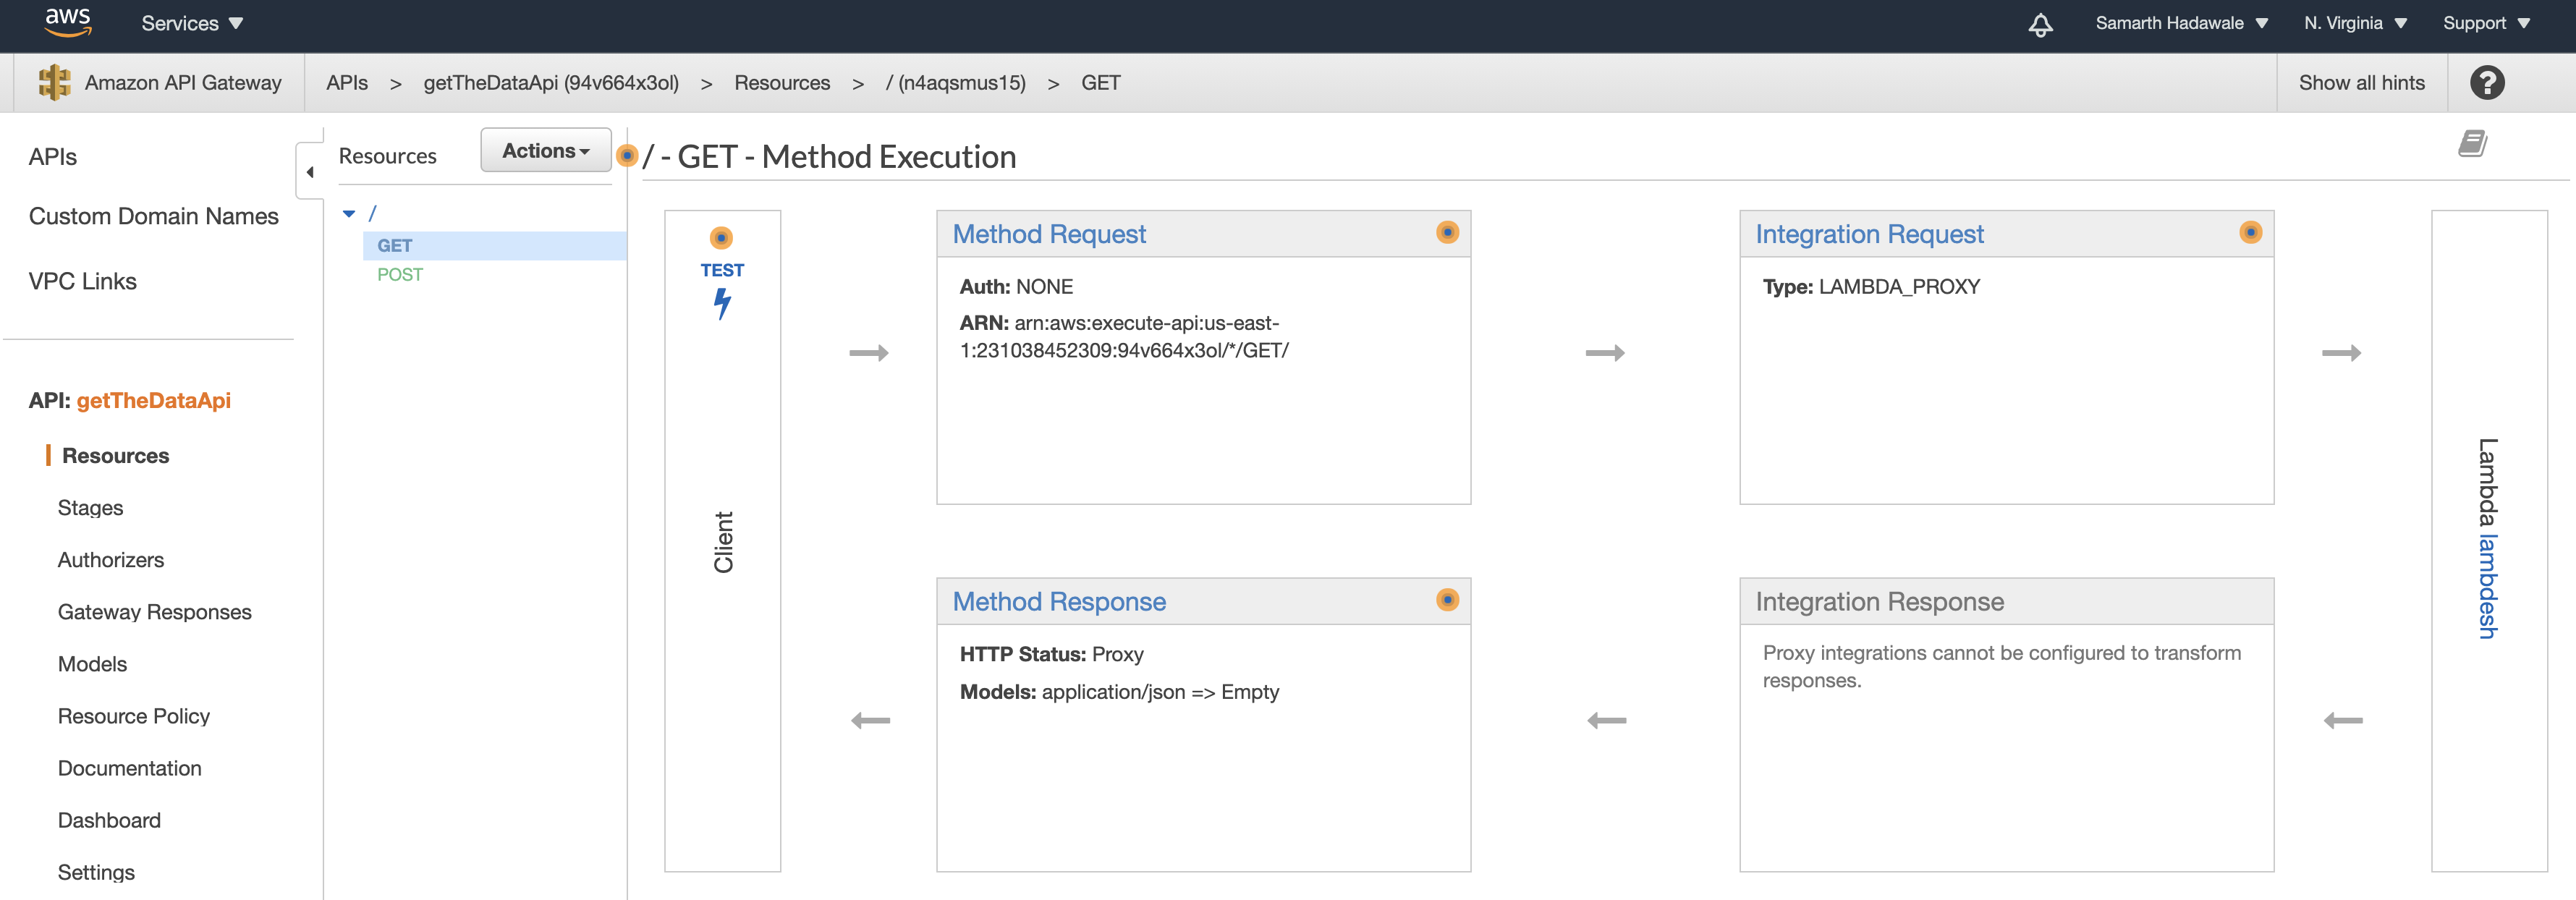 aws
Services
Samarth Hadawale
N. Virginia
Support
Amazon API Gateway
APIs > getTheDataApi (94v664x3ol) > Resources > / (n4aqsmus15) > GET
Show all hints
?
APIs
Custom Domain Names
VPC Links
API: getTheDataApi
Resources
Stages
Authorizers
Gateway Responses
Models
Resource Policy
Documentation
Dashboard
Settings
Resources
Actions
/
GET
POST
/ - GET - Method Execution
TEST
Client
Method Request
Auth: NONE
ARN: arn:aws:execute-api:us-east-
1:231038452309:94v664x3ol/*/GET/
Integration Request
Type: LAMBDA_PROXY
Lambda lambdesh
Method Response
HTTP Status: Proxy
Models: application/json => Empty
Integration Response
Proxy integrations cannot be configured to transform
responses.